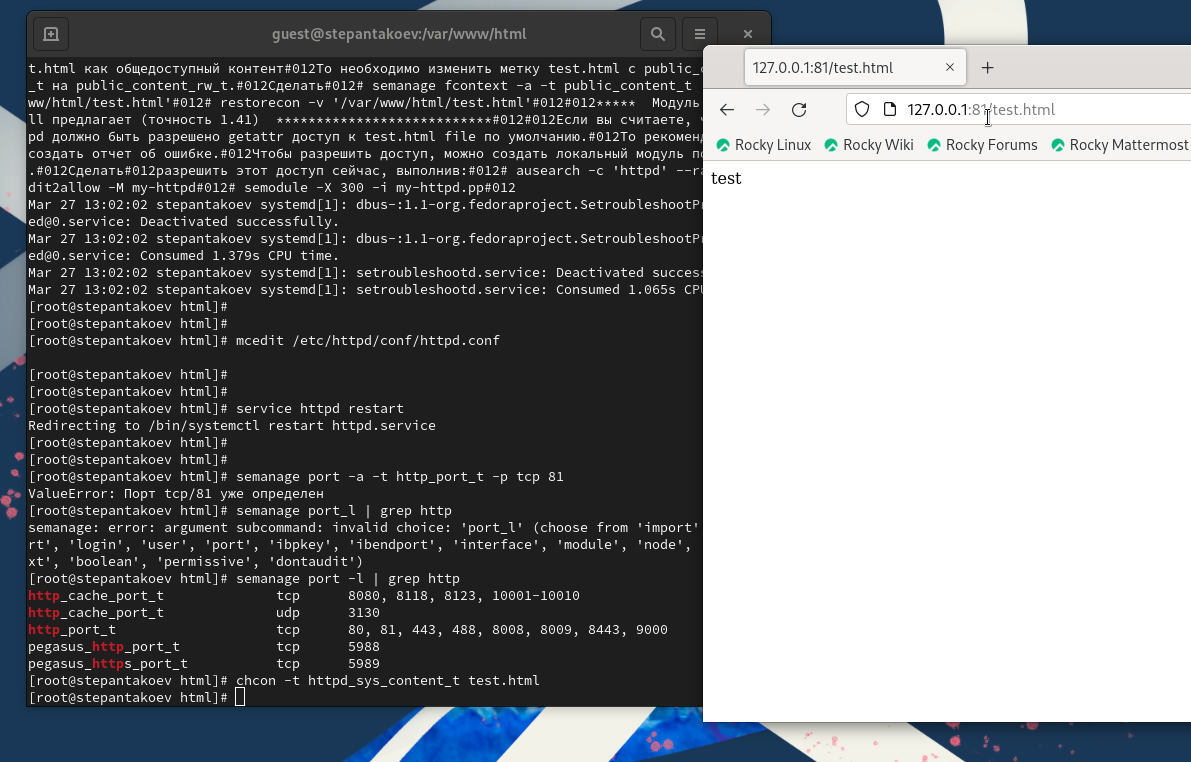 guest@stepantakoev:/var/www/html
t.html как общедоступный контент#012То необходимо изменить метку test.html с public_
_t на public_content_rw_t.#012Сделать#012# semanage fcontext -a -t public_content_t
ww/html/test.html'#012# restorecon -v '/var/www/html/test.html'#012#012***** Модуль
ll предлагает (точность 1.41) ***************************#012#012Если вы считаете,
pd должно быть разрешено getattr доступ к test.html file по умолчанию.#012То рекомен
создать отчет об ошибке.#012Чтобы разрешить доступ, можно создать локальный модуль по
.#012Сделать#012разрешить этот доступ сейчас, выполнив:#012# ausearch -c 'httpd' --ra
dit2allow -M my-httpd#012# semodule -X 300 -i my-httpd.pp#012
Mar 27 13:02:02 stepantakoev systemd[1]: dbus-:1.1-org.fedoraproject.SetroubleshootPr
ed@0.service: Deactivated successfully.
Mar 27 13:02:02 stepantakoev systemd[1]: dbus-:1.1-org.fedoraproject.SetroubleshootPr
ed@0.service: Consumed 1.379s CPU time.
Mar 27 13:02:02 stepantakoev systemd[1]: setroubleshootd.service: Deactivated success
Mar 27 13:02:02 stepantakoev systemd[1]: setroubleshootd.service: Consumed 1.065s CPU
[root@stepantakoev html]#
[root@stepantakoev html]#
[root@stepantakoev html]# mcedit /etc/httpd/conf/httpd.conf
[root@stepantakoev html]#
[root@stepantakoev html]#
[root@stepantakoev html]# service httpd restart
Redirecting to /bin/systemctl restart httpd.service
[root@stepantakoev html]#
[root@stepantakoev html]#
[root@stepantakoev html]# semanage port -a -t http_port_t -p tcp 81
ValueError: Порт tcp/81 уже определен
[root@stepantakoev html]# semanage port_l | grep http
semanage: error: argument subcommand: invalid choice: 'port_l' (choose from 'import'
rt', 'login', 'user', 'port', 'ibpkey', 'ibendport', 'interface', 'module', 'node',
xt', 'boolean', 'permissive', 'dontaudit')
[root@stepantakoev html]# semanage port -l | grep http
http_cache_port_t tcp 8080, 8118, 8123, 10001-10010
http_cache_port_t udp 3130
http_port_t tcp 80, 81, 443, 488, 8008, 8009, 8443, 9000
pegasus_http_port_t tcp 5988
pegasus_https_port_t tcp 5989
[root@stepantakoev html]# chcon -t httpd_sys_content_t test.html
[root@stepantakoev html]#
127.0.0.1:81/test.html
127.0.0.1:81/test.html
Rocky Linux Rocky Wiki Rocky Forums Rocky Mattermost
test